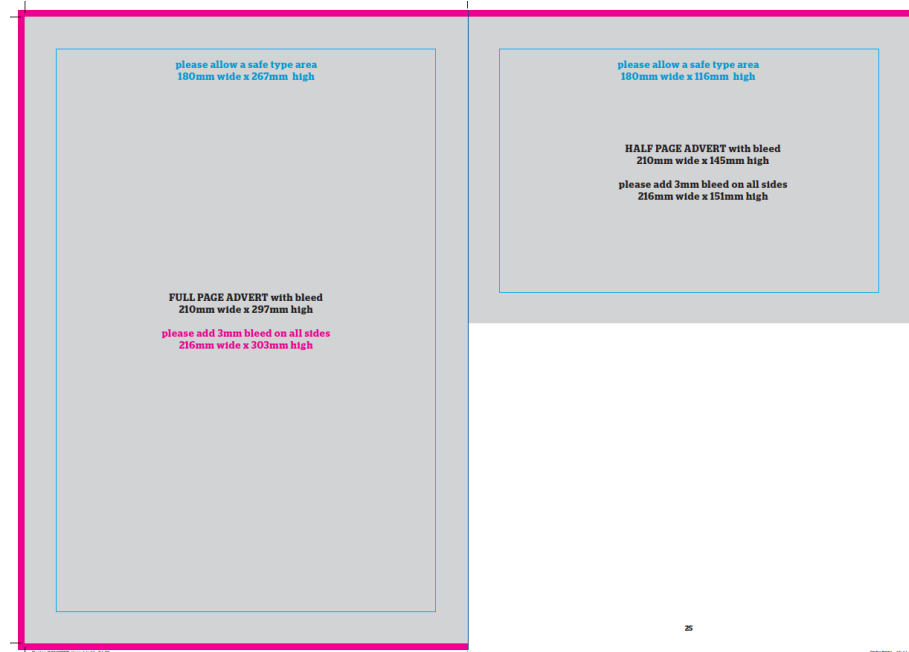 please allow a safe type area
180mm wide x 267mm high
FULL PAGE ADVERT with bleed
210mm wide x 297mm high
please add 3mm bleed on all sides
216mm wide x 303mm high
please allow a safe type area
180mm wide x 116mm high
HALF PAGE ADVERT with bleed
210mm wide x 145mm high
please add 3mm bleed on all sides
216mm wide x 151mm high
25